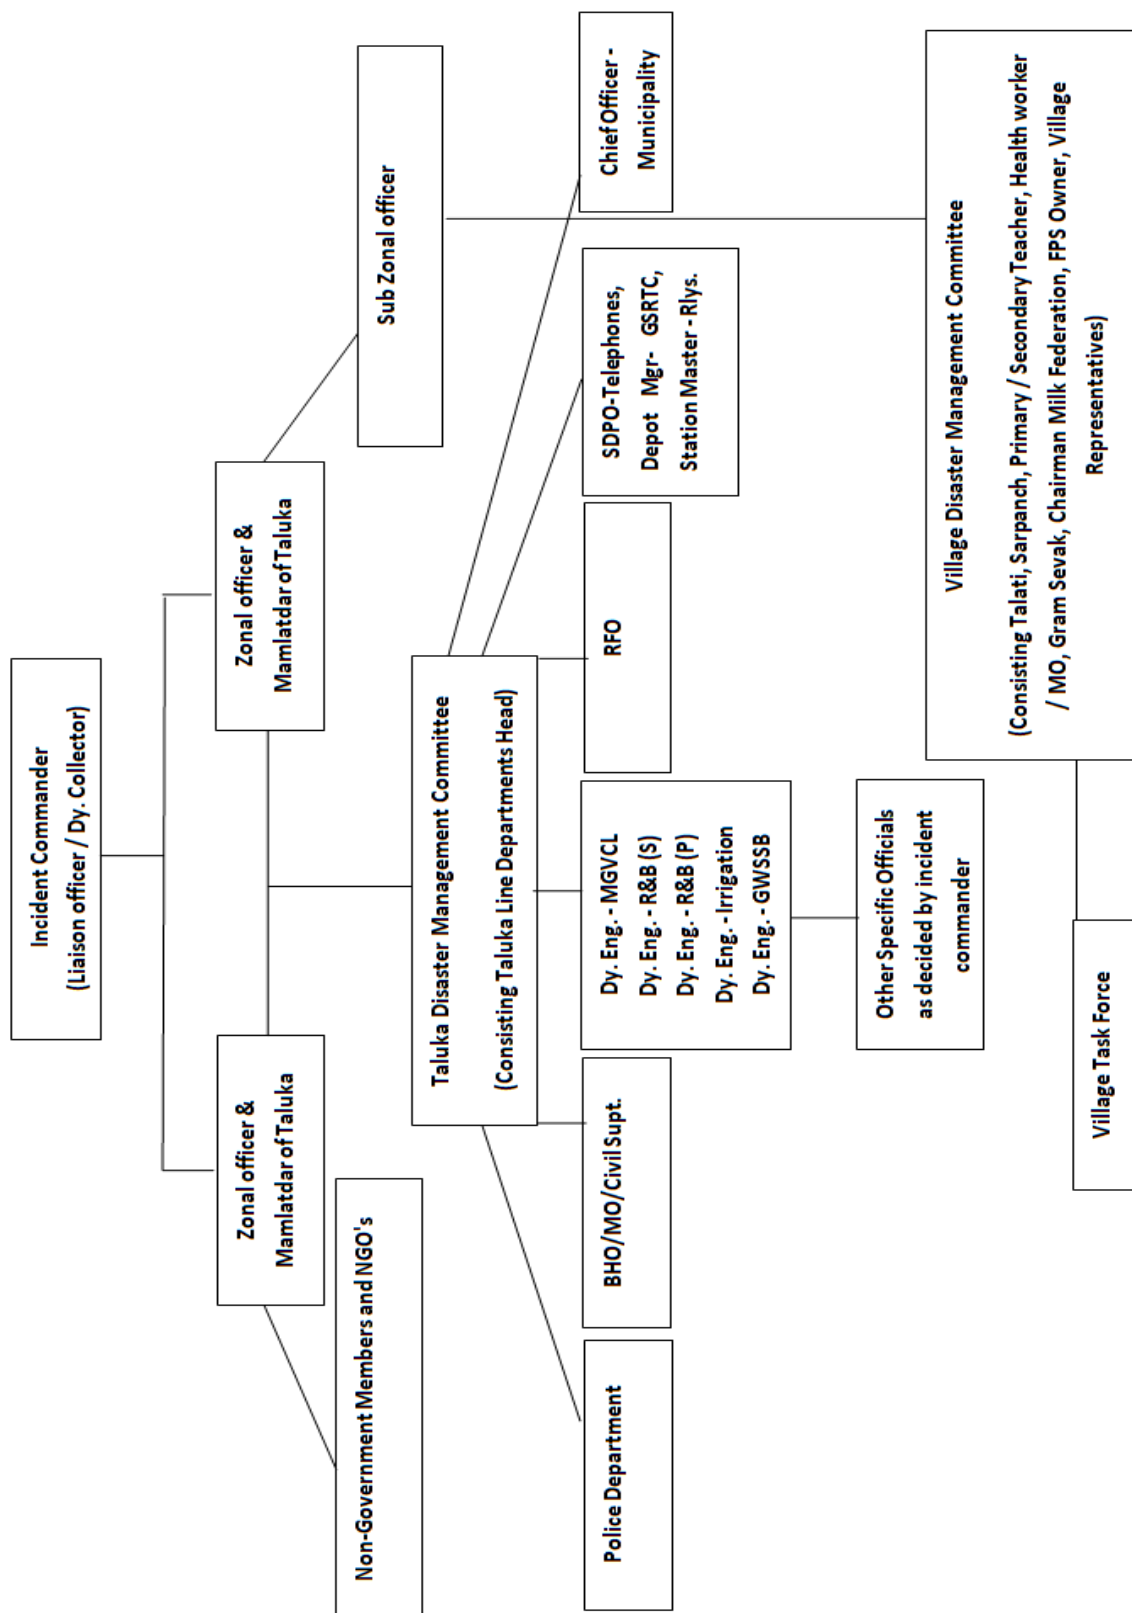 Incident Commander
(Liaison officer / Dy. Collector)
Zonal officer &
Mamlatdar of Taluka
Zonal officer &
Mamlatdar of Taluka
Non-Government Members and NGO's
Sub Zonal officer
Taluka Disaster Management Committee
(Consisting Taluka Line Departments Head)
Police Department
BHO/MO/Civil Supt.
Dy. Eng. - MGVCL
Dy. Eng. - R&B (S)
Dy. Eng. - R&B (P)
Dy. Eng. - Irrigation
Dy. Eng. - GWSSB
RFO
SDPO-Telephones,
Depot Mgr- GSRTC,
Station Master - Rlys.
Chief Officer -
Municipality
Other Specific Officials
as decided by incident
commander
Village Disaster Management Committee
(Consisting Talati, Sarpanch, Primary / Secondary Teacher, Health worker
/ MO, Gram Sevak, Chairman Milk Federation, FPS Owner, Village
Representatives)
Village Task Force